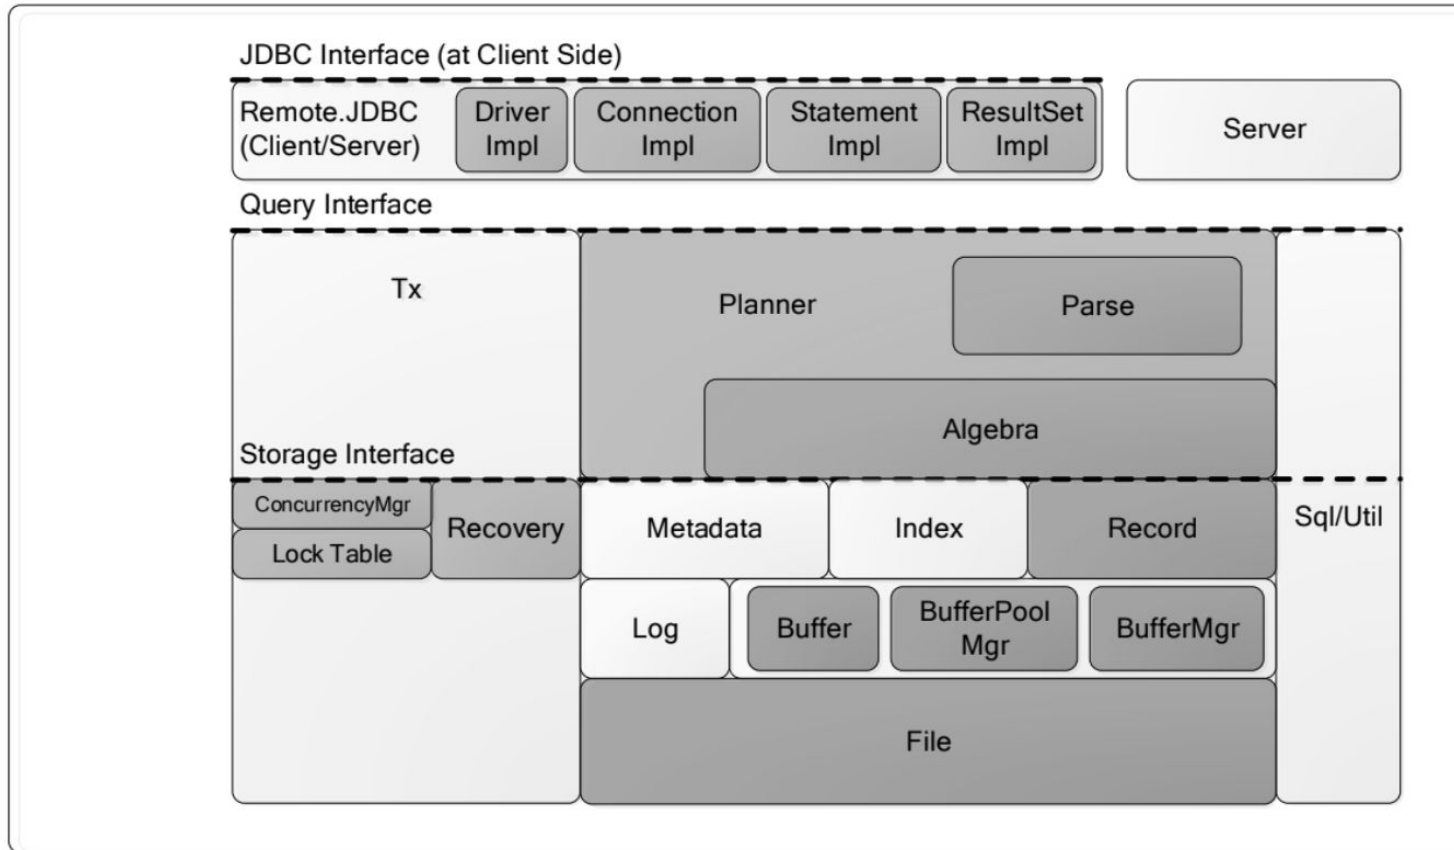 JDBC Interface (at Client Side)
Remote.JDBC
(Client/Server)
Driver
Impl
Connection
Impl
Statement
Impl
ResultSet
Impl
Server
Query Interface
Tx
Planner
Parse
Algebra
Storage Interface
ConcurrencyMgr
Lock Table
Recovery
Metadata
Index
Record
Sql/Util
Log
Buffer
BufferPool
Mgr
BufferMgr
File